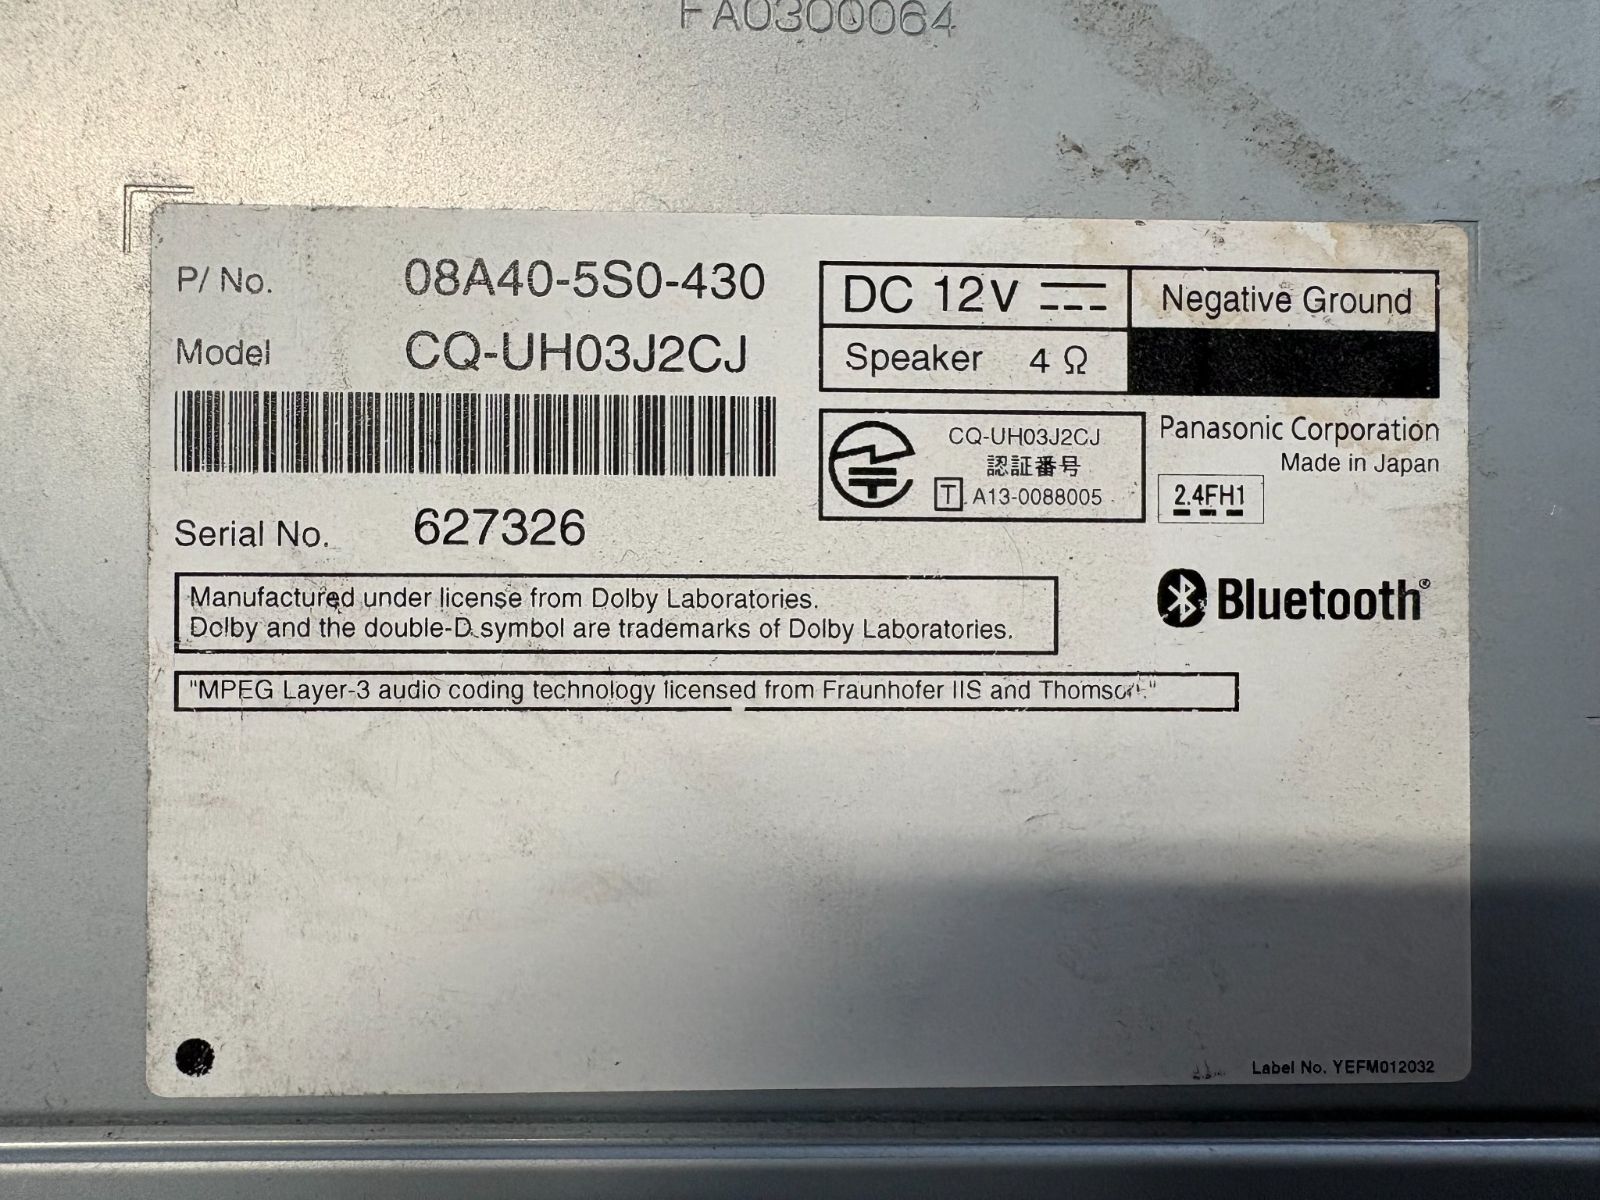 FA0300064
P/ No. 08A40-5S0-430
Model CQ-UH03J2CJ
Serial No. 627326
DC 12V
Negative Ground
Speaker 4 Ω
CQ-UH03J2CJ
認証番号
T A13-0088005
Panasonic Corporation
Made in Japan
2.4FH1
Bluetooth®
Manufactured under license from Dolby Laboratories.
Dolby and the double-D symbol are trademarks of Dolby Laboratories.
"MPEG Layer-3 audio coding technology licensed from Fraunhofer IIS and Thomson."
Label No. YEFM012032